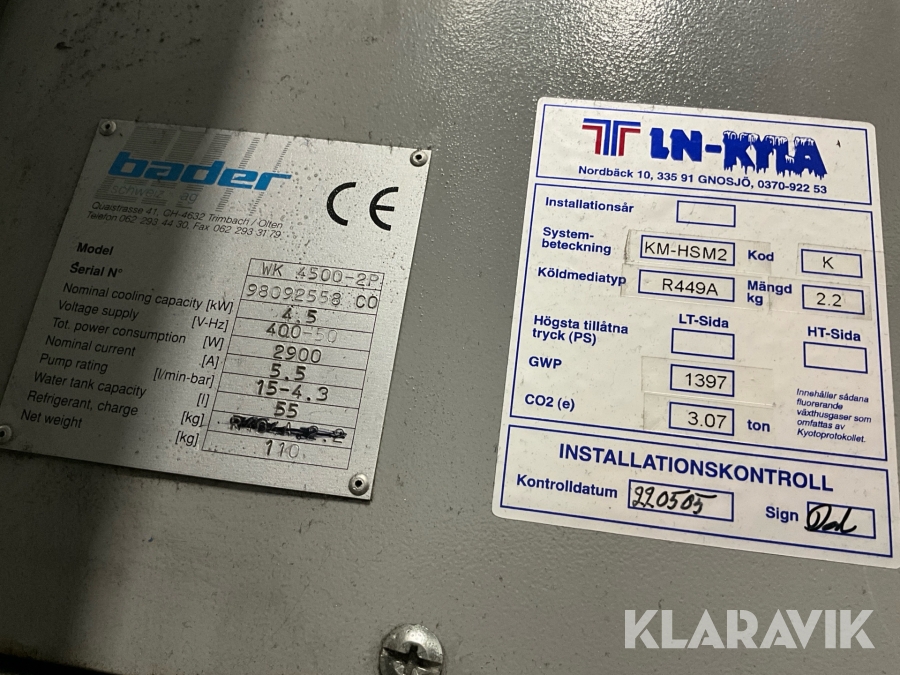 bader
schweiz ag
Quaistrasse 41, CH-4632 Trimbach / Olten
Telefon 062 293 44 30, Fax 062 293 31 79
CE
Model WK 4500-2P
Serial N° 98092558 CO
Nominal cooling capacity [kW] 4.5
Voltage supply [V-Hz] 400-50
Tot. power consumption [W] 2900
Nominal current [A] 5.5
Pump rating [l/min-bar] 15-4.3
Water tank capacity [l] 55
Refrigerant, charge [kg]
Net weight [kg] 110
LN-KYLA
Nordbäck 10, 335 91 GNOSJÖ, 0370-922 53
Installationsår
System-
beteckning KM-HSM2 Kod K
Köldmediatyp R449A Mängd
kg 2.2
LT-Sida HT-Sida
Högsta tillåtna
tryck (PS)
GWP 1397
CO2 (e) 3.07 ton
Innehåller sådana
fluorerande
växthusgaser som
omfattas av
Kyotoprotokollet.
INSTALLATIONSKONTROLL
Kontrolldatum 220505 Sign
KLARAVIK